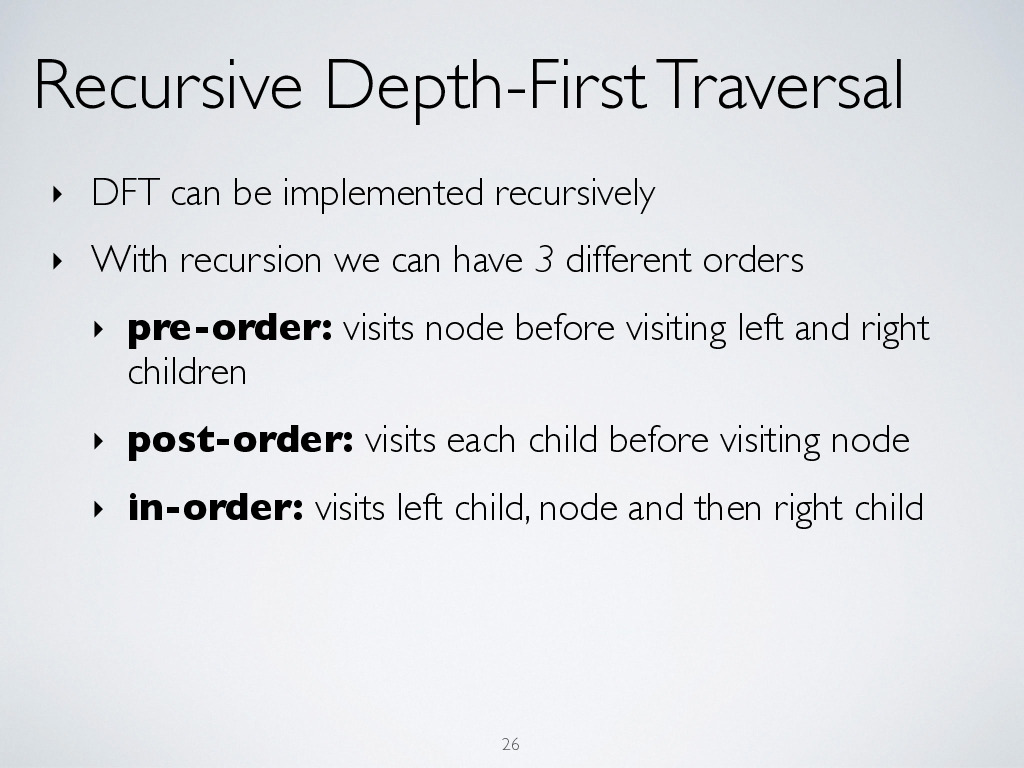 Recursive Depth-First Traversal
‣ DFT can be implemented recursively
‣ With recursion we can have 3 different orders
‣ pre-order: visits node before visiting left and right
children
‣ post-order: visits each child before visiting node
‣ in-order: visits left child, node and then right child
26